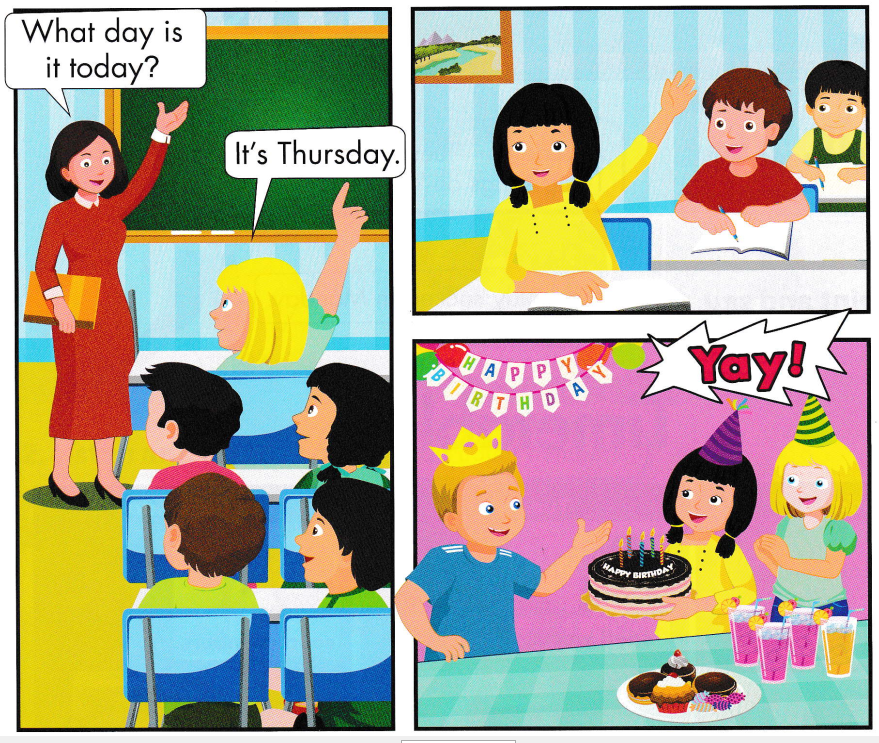 What day is
it today?
It's Thursday.
Yay!
HAPPY
BIRTHDAY
HAPPY BIRTHDAY